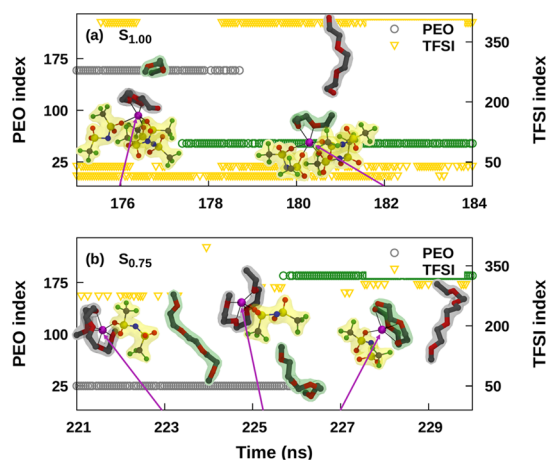 (a) S1.00
PEO
TFSI
PEO index
175
100
25
350
200
50
TFSI index
176 178 180 182 184
(b) S0.75
PEO
TFSI
PEO index
175
100
25
350
200
50
TFSI index
221 223 225 227 229
Time (ns)